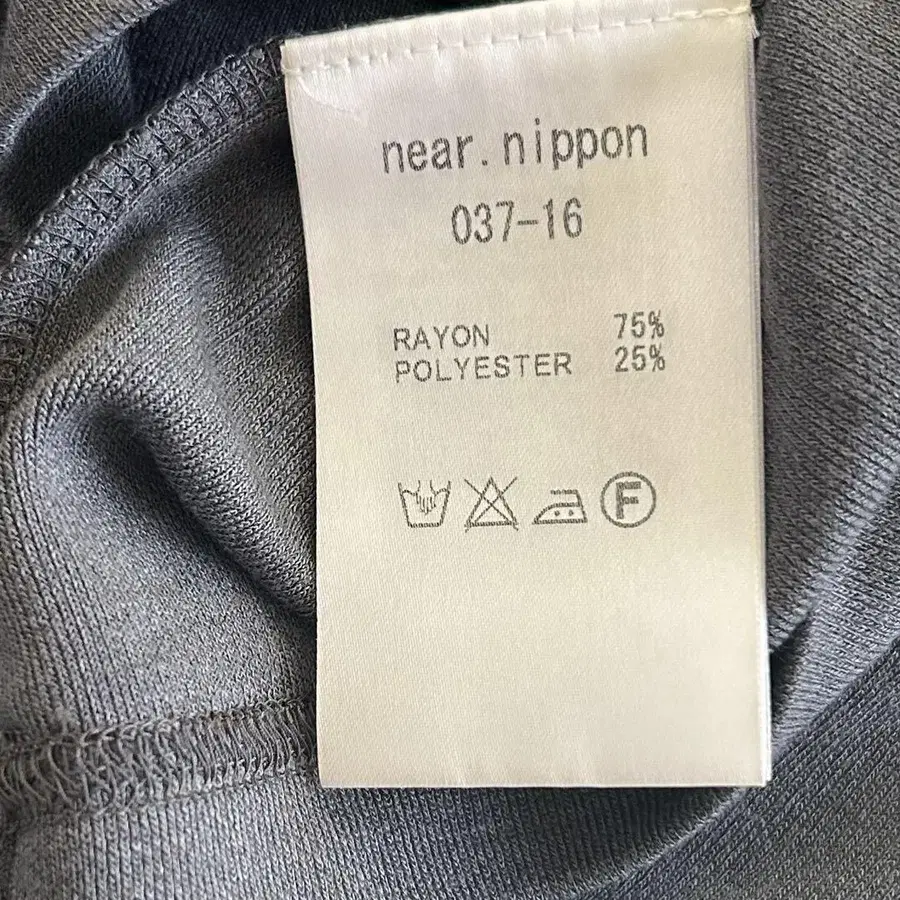 near.nippon
037-16
RAYON 75%
POLYESTER 25%
F